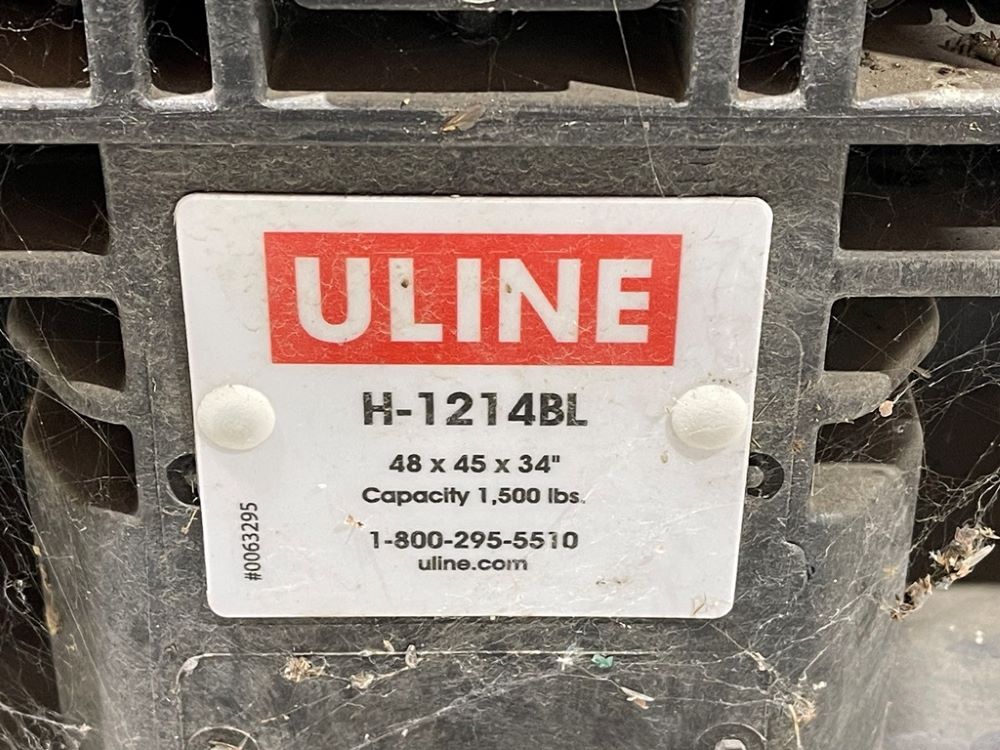 ULINE
H-1214BL
48 x 45 x 34"
Capacity 1,500 lbs.
1-800-295-5510
uline.com
#0063295